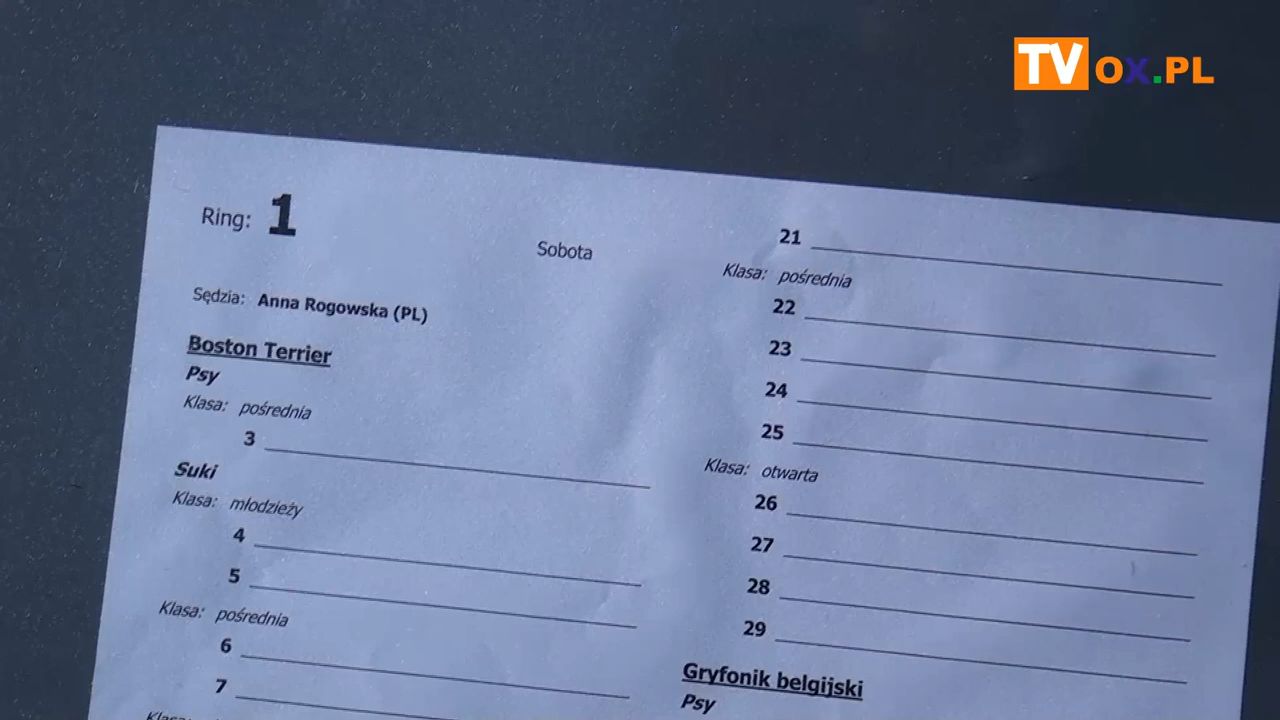 TVOX.PL
Ring: 1
Sobota
Sędzia: Anna Rogowska (PL)
Boston Terrier
Psy
Klasa: pośrednia
3
Suki
Klasa: młodzieży
4
5
Klasa: pośrednia
6
7
Klasa:
21
Klasa: pośrednia
22
23
24
25
Klasa: otwarta
26
27
28
29
Gryfonik belgijski
Psy